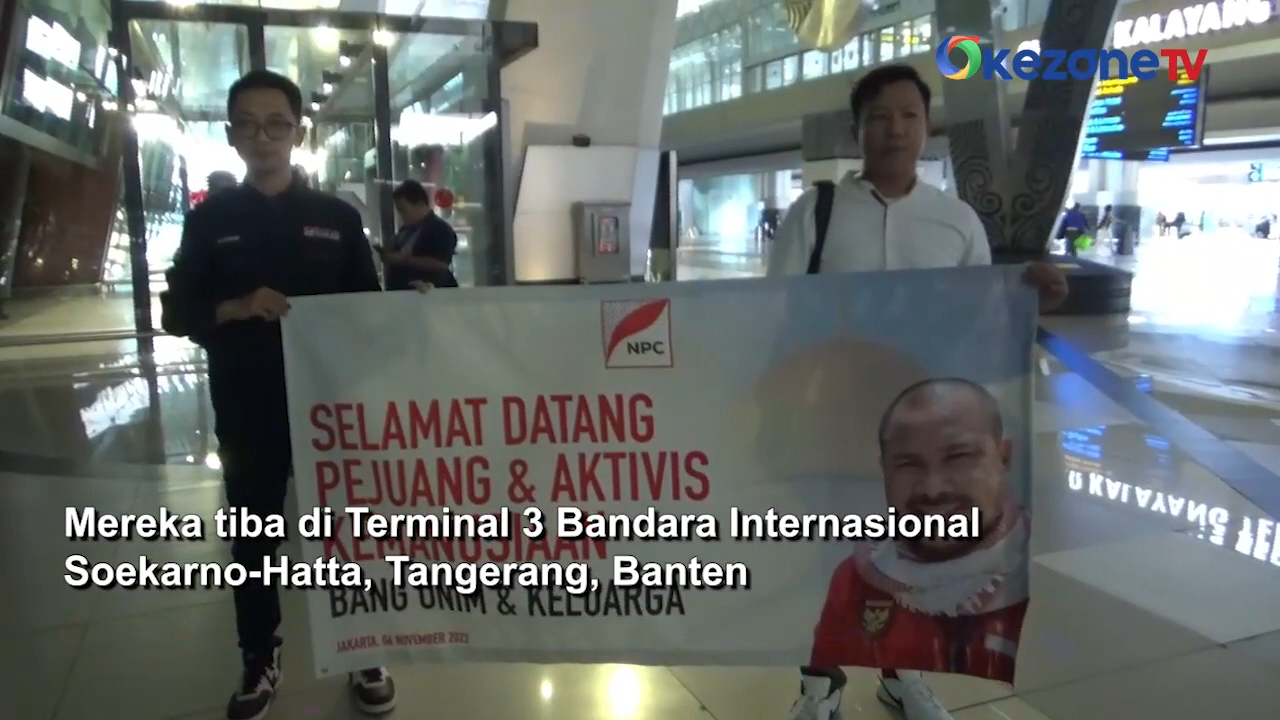 KALAYANG
OkezoneTV
NPC
SELAMAT DATANG
PEJUANG & AKTIVIS
KEMANUSIAAN
BANG ONIM & KELUARGA
JAKARTA, 06 NOVEMBER 2023
Mereka tiba di Terminal 3 Bandara Internasional
Soekarno-Hatta, Tangerang, Banten